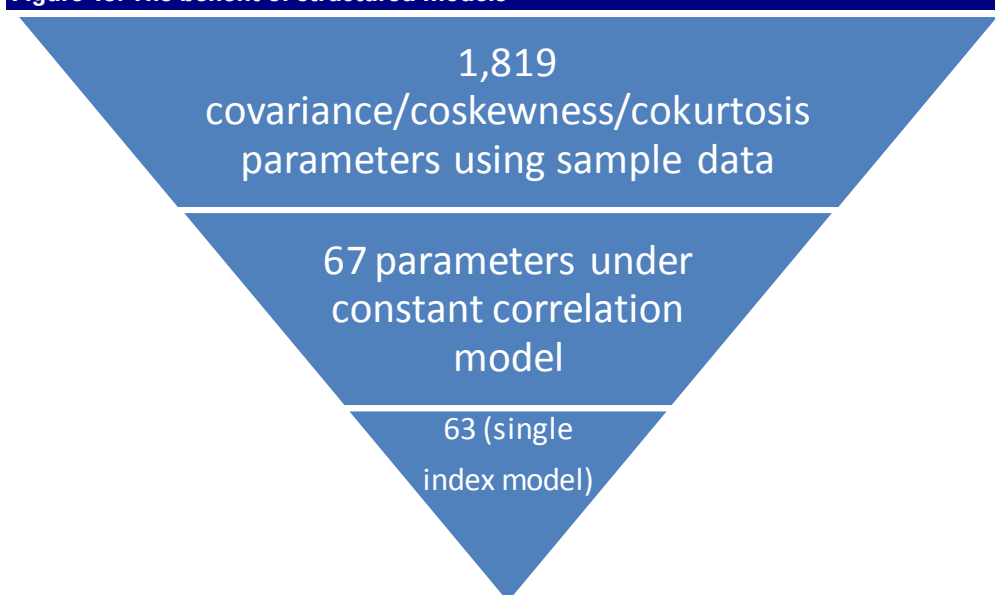 1,819
covariance/coskewness/cokurtosis
parameters using sample data
67 parameters under
constant correlation
model
63 (single
index model)